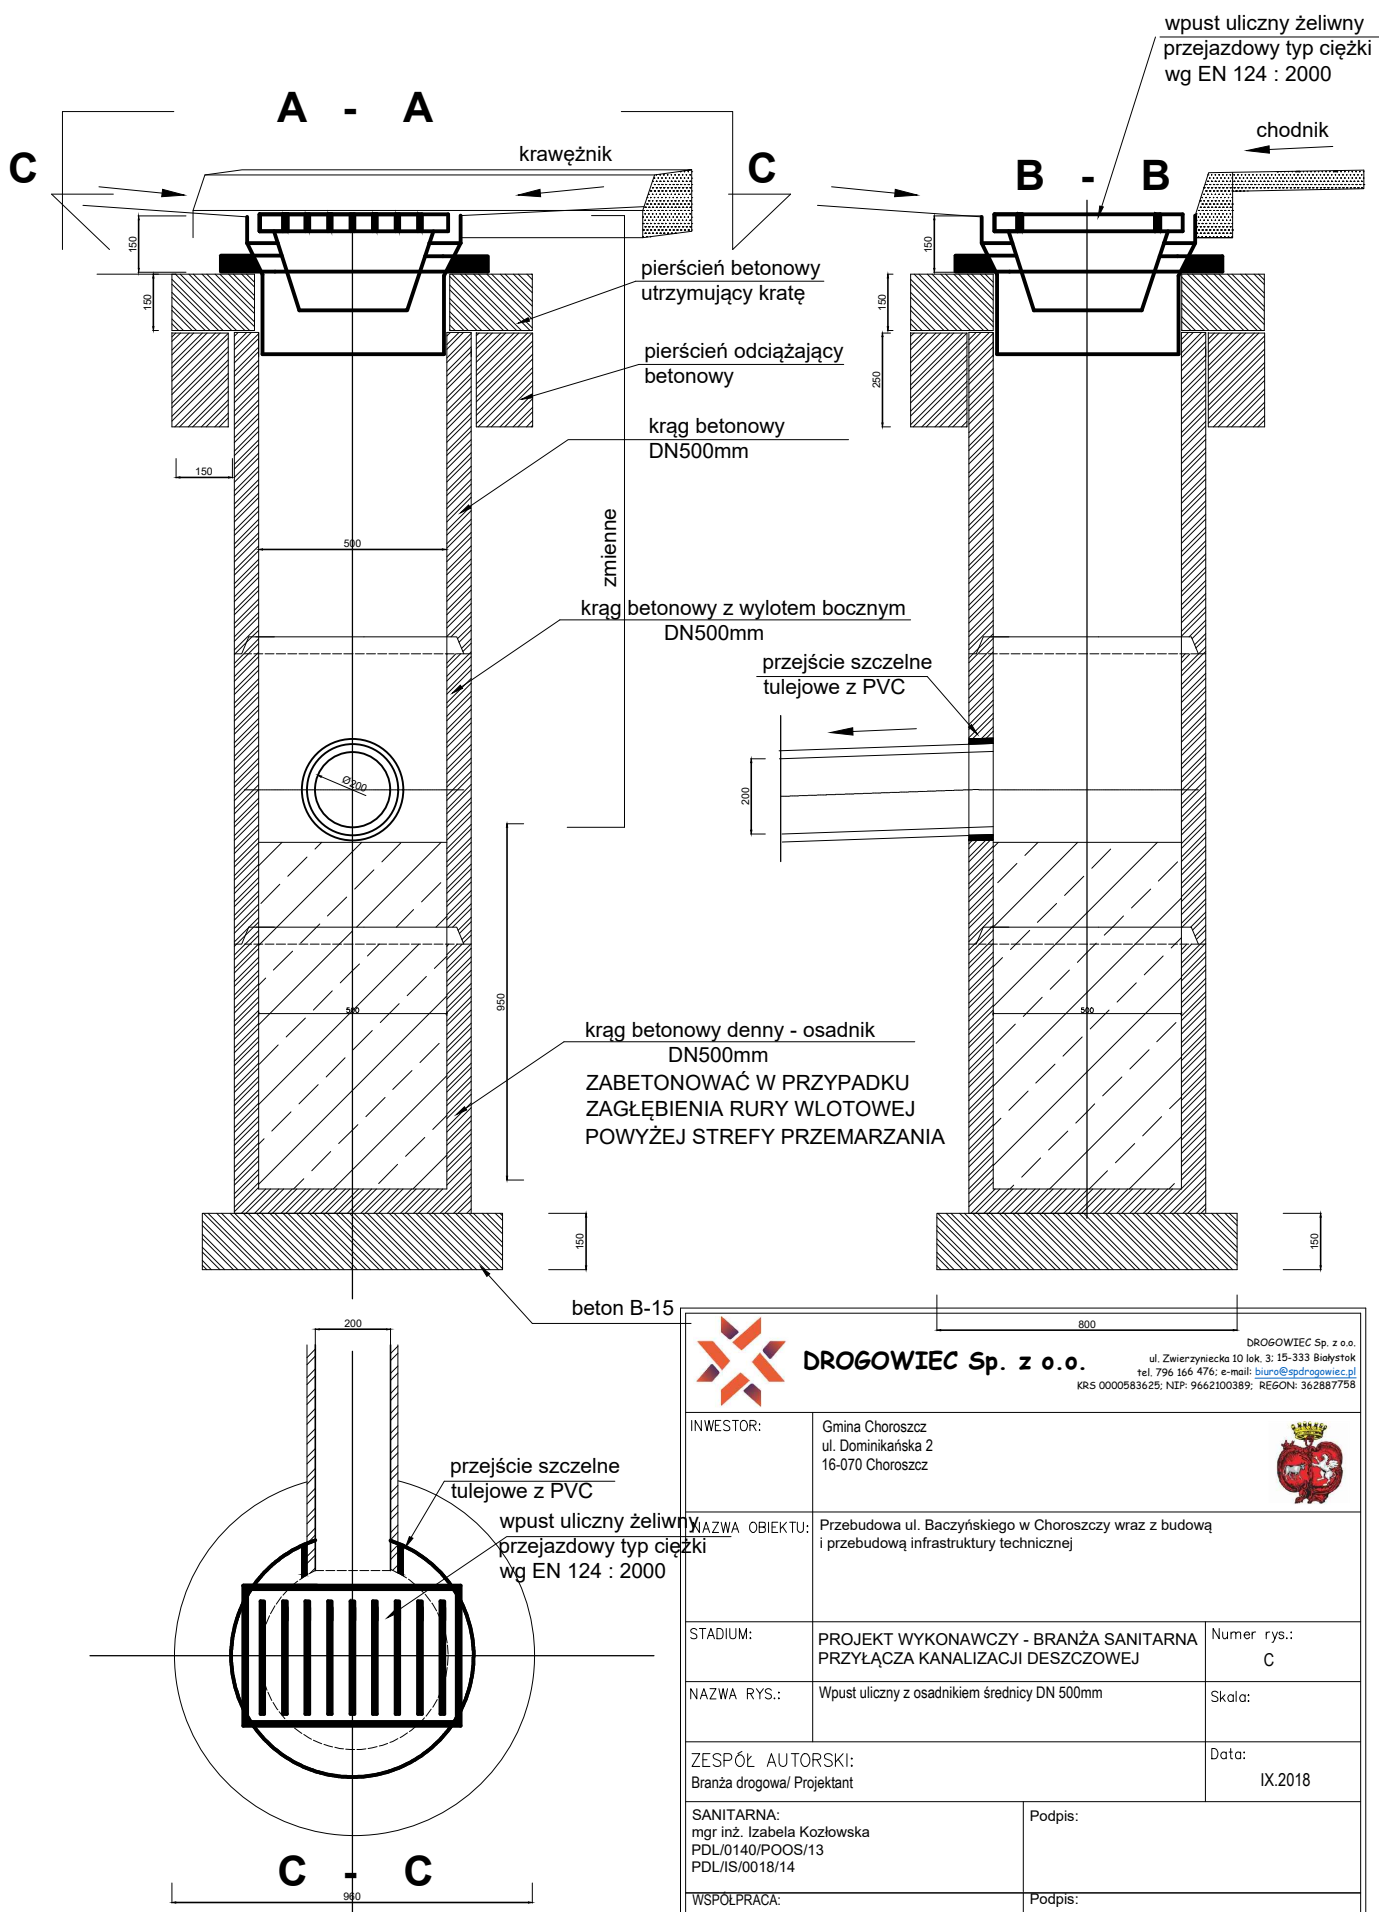 wpust uliczny żeliwny
przejazdowy typ ciężki
wg EN 124 : 2000
A - A
chodnik
C
krawężnik
C
B - B
150
150
pierścień betonowy
utrzymujący kratę
150
150
pierścień odciążający
betonowy
250
krąg betonowy
DN500mm
150
500
zmienne
krąg betonowy z wylotem bocznym
DN500mm
przejście szczelne
tulejowe z PVC
Ø200
200
950
500
500
krąg betonowy denny - osadnik
DN500mm
ZABETONOWAĆ W PRZYPADKU
ZAGŁĘBIENIA RURY WLOTOWEJ
POWYŻEJ STREFY PRZEMARZANIA
150
150
beton B-15
200
800
przejście szczelne
tulejowe z PVC
wpust uliczny żeliwny
przejazdowy typ ciężki
wg EN 124 : 2000
C - C
960
DROGOWIEC Sp. z o.o.
DROGOWIEC Sp. z o.o.
ul. Zwierzyniecka 10 lok. 3; 15-333 Białystok
tel. 796 166 476; e-mail: biuro@spdrogowiec.pl
KRS 0000583625; NIP: 9662100389; REGON: 362887758
INWESTOR:
Gmina Choroszcz
ul. Dominikańska 2
16-070 Choroszcz
NAZWA OBIEKTU:
Przebudowa ul. Baczyńskiego w Choroszczy wraz z budową
i przebudową infrastruktury technicznej
STADIUM:
PROJEKT WYKONAWCZY - BRANŻA SANITARNA
PRZYŁĄCZA KANALIZACJI DESZCZOWEJ
Numer rys.:
C
NAZWA RYS.:
Wpust uliczny z osadnikiem średnicy DN 500mm
Skala:
ZESPÓŁ AUTORSKI:
Branża drogowa/ Projektant
Data:
IX.2018
SANITARNA:
mgr inż. Izabela Kozłowska
PDL/0140/POOS/13
PDL/IS/0018/14
Podpis:
WSPÓŁPRACA:
Podpis: